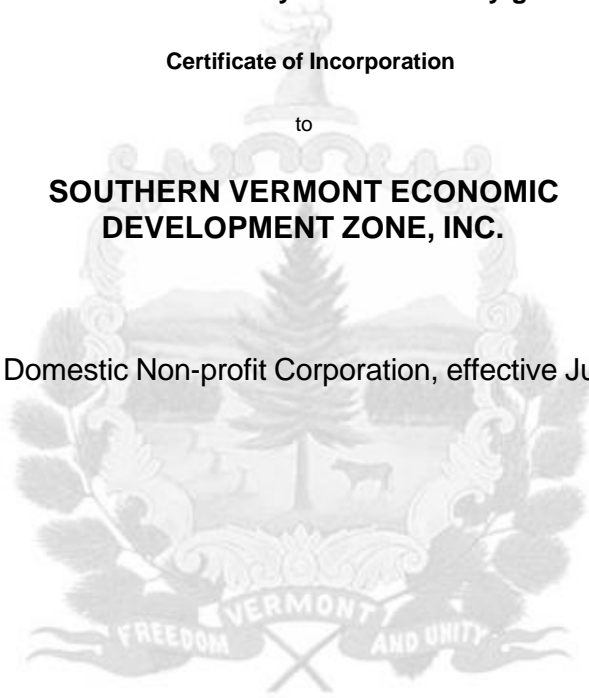 Certificate of Incorporation
to
SOUTHERN VERMONT ECONOMIC
DEVELOPMENT ZONE, INC.
Domestic Non-profit Corporation, effective
VERMONT
FREEDOM AND UNITY